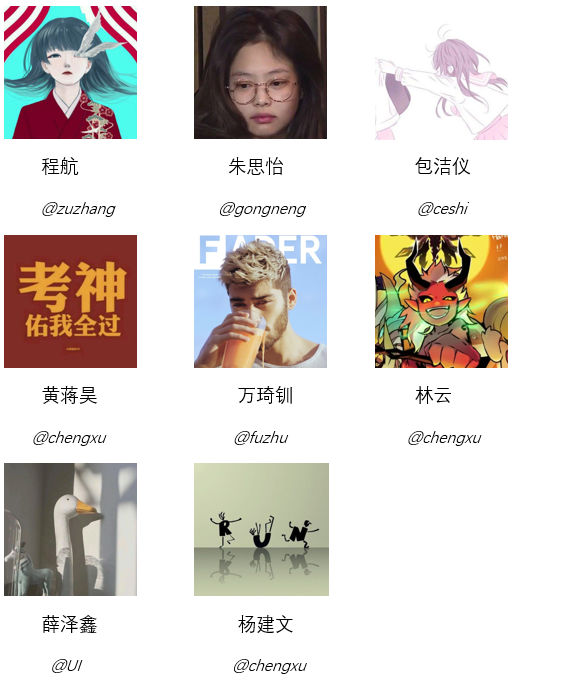 程航
朱思怡
包洁仪
@zuzhang
@gongneng
@ceshi
考神
佑我全过
FADER
黄蒋昊
万琦钏
林云
@chengxu
@fuzhu
@chengxu
RUN
薛泽鑫
杨建文
@UI
@chengxu